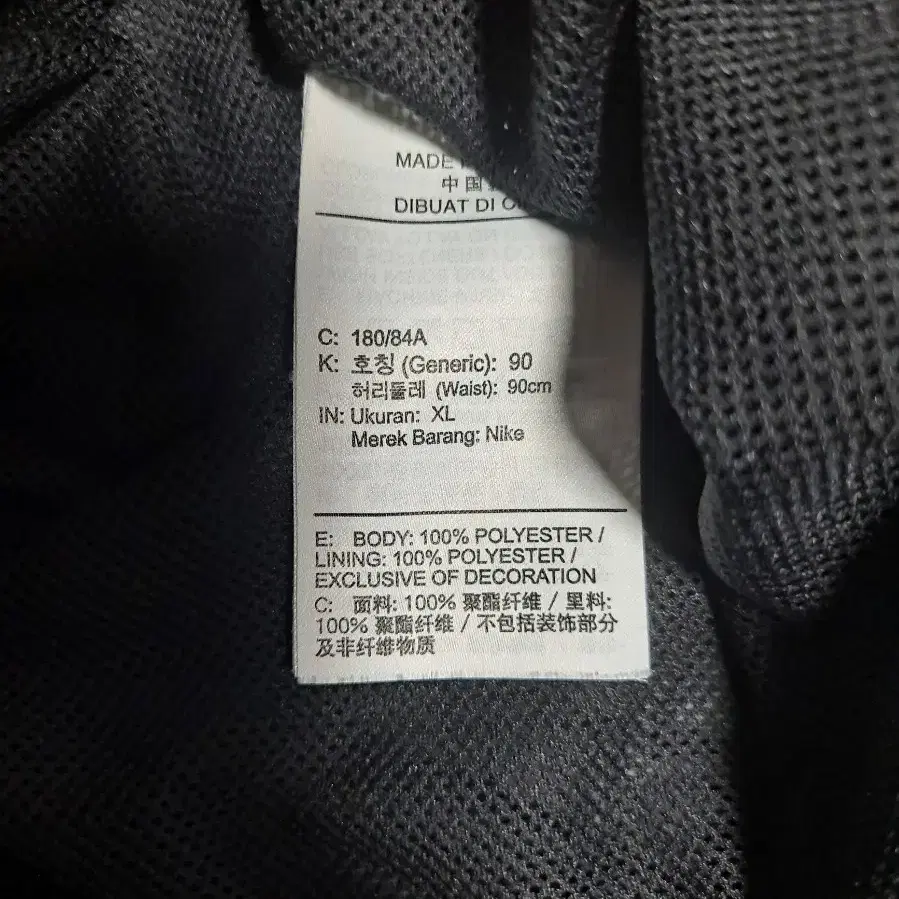 MADE
中国
DIBUAT DI
C: 180/84A
K: 호칭 (Generic): 90
허리둘레 (Waist): 90cm
IN: Ukuran: XL
Merek Barang: Nike
E: BODY: 100% POLYESTER /
LINING: 100% POLYESTER /
EXCLUSIVE OF DECORATION
C: 面料: 100% 聚酯纤维 / 里料:
100% 聚酯纤维 / 不包括装饰部分
及非纤维物质